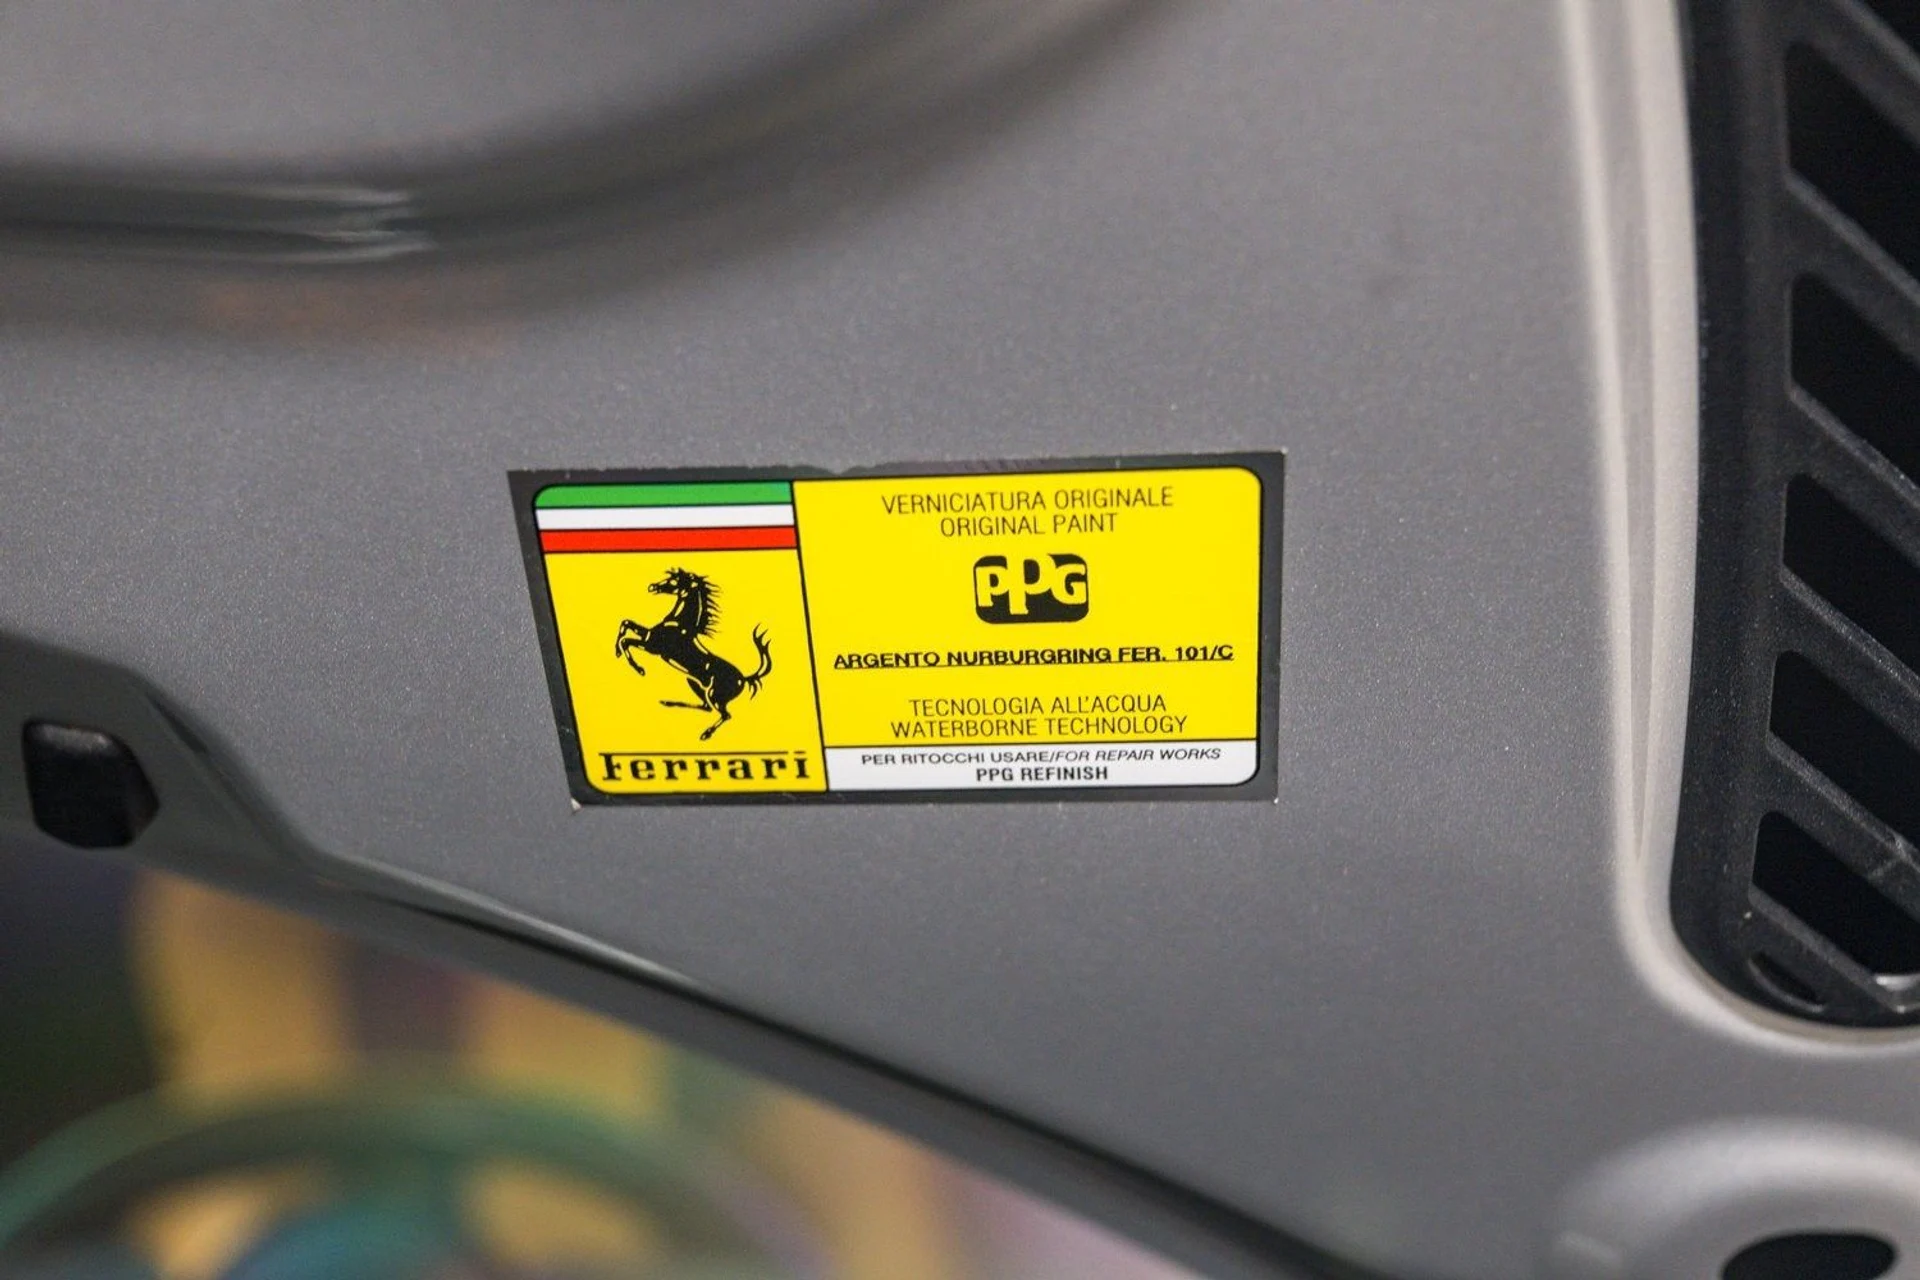 VERNICIATURA ORIGINALE
ORIGINAL PAINT
PPG
ARGENTO NURBURGRING FER. 101/C
TECNOLOGIA ALL'ACQUA
WATERBORNE TECHNOLOGY
PER RITOCCHI USARE/FOR REPAIR WORKS
PPG REFINISH
Ferrari